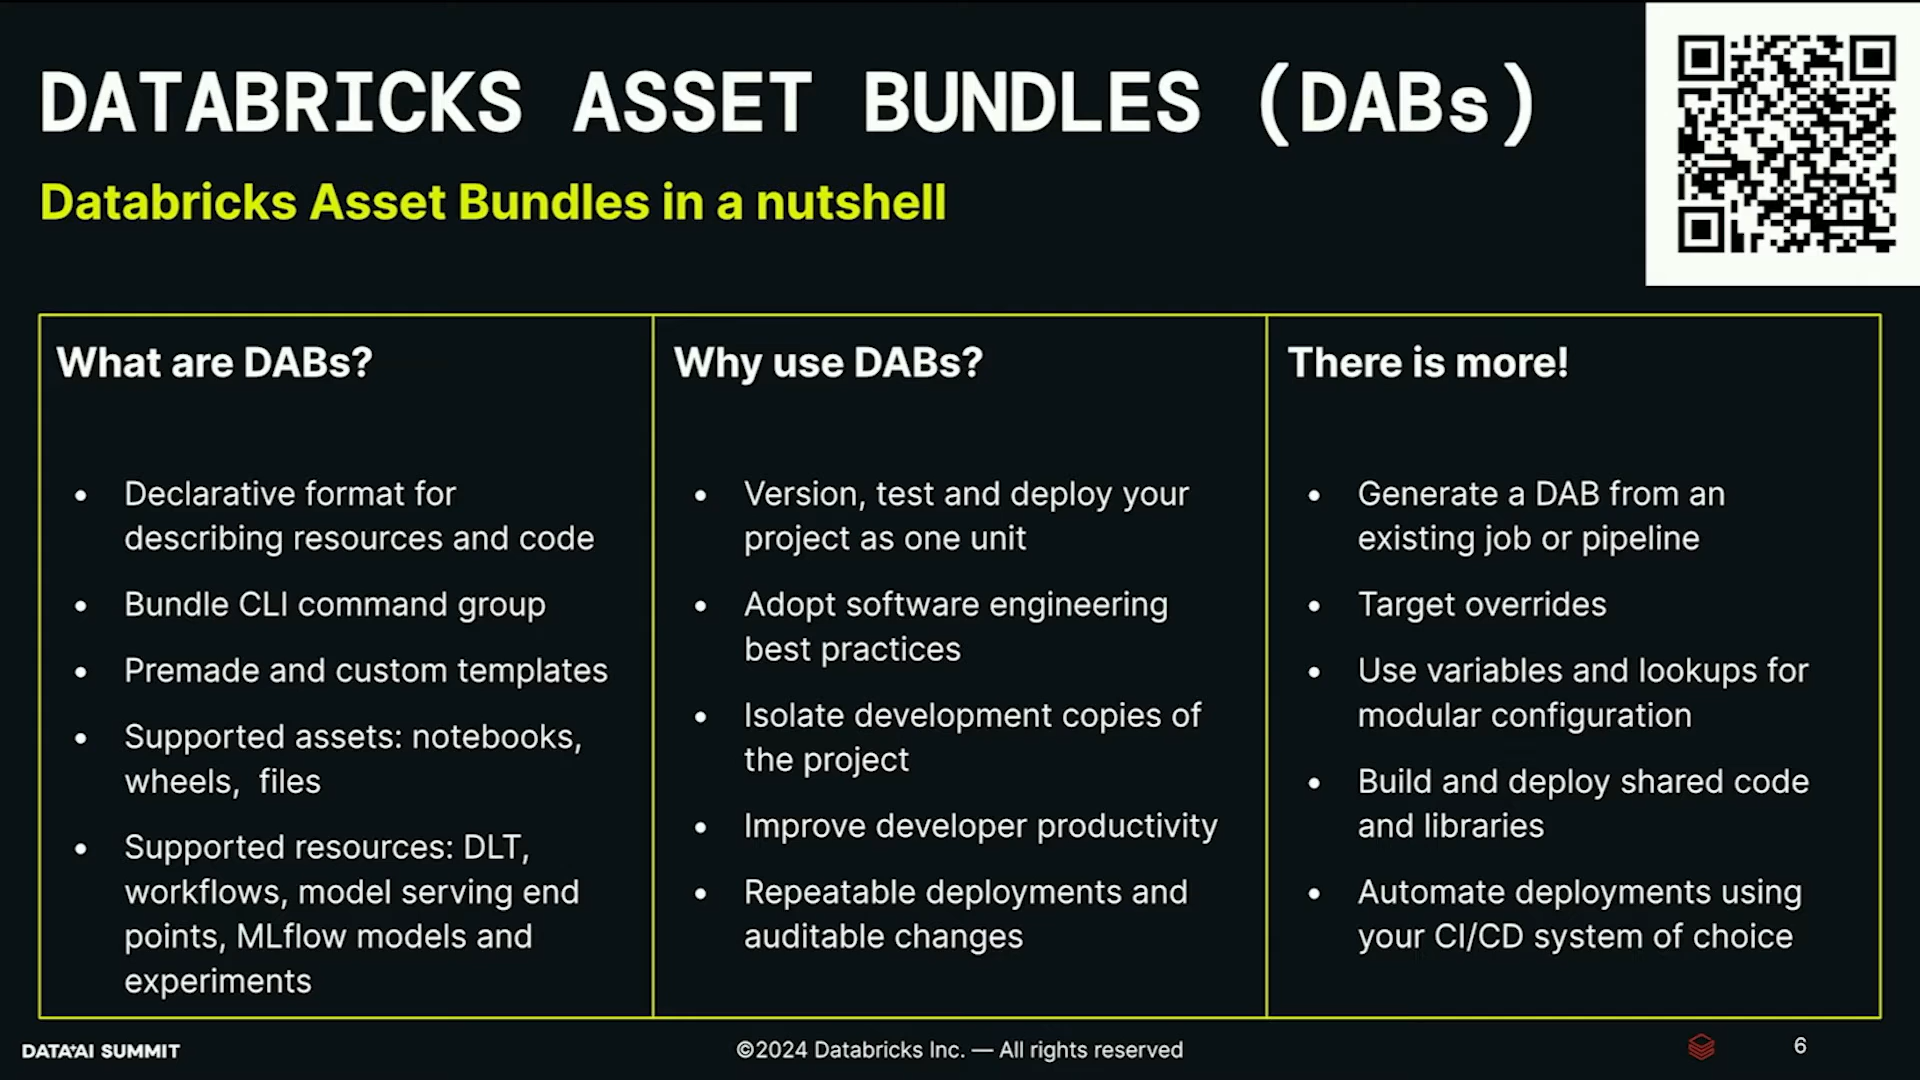 DATABRICKS ASSET BUNDLES (DABs)
Databricks Asset Bundles in a nutshell
What are DABs?
• Declarative format for
describing resources and code
• Bundle CLI command group
• Premade and custom templates
• Supported assets: notebooks,
wheels,  files
• Supported resources: DLT,
workflows, model serving end
points, MLflow models and
experiments
Why use DABs?
• Version, test and deploy your
project as one unit
• Adopt software engineering
best practices
• Isolate development copies of
the project
• Improve developer productivity
• Repeatable deployments and
auditable changes
There is more!
• Generate a DAB from an
existing job or pipeline
• Target overrides
• Use variables and lookups for
modular configuration
• Build and deploy shared code
and libraries
• Automate deployments using
your CI/CD system of choice
DATA+AI SUMMIT
©2024 Databricks Inc. — All rights reserved
6